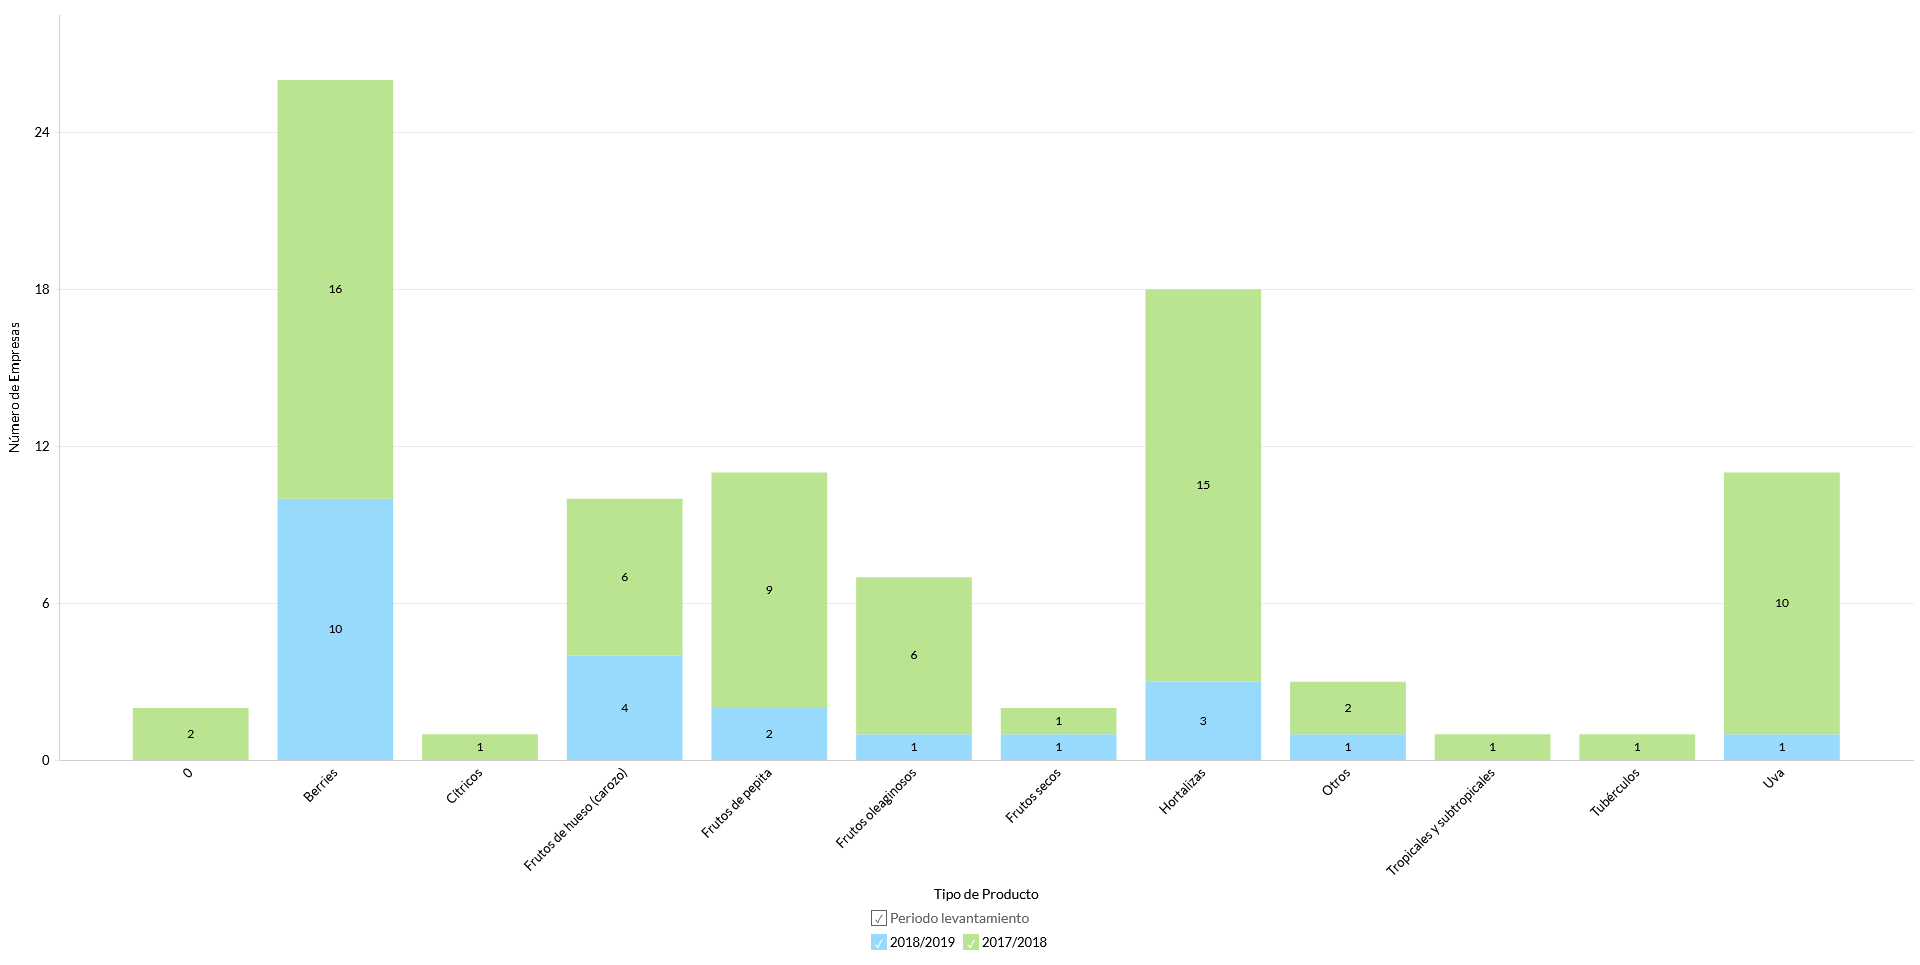 24
18
12
6
0
Número de Empresas
16
10
2
1
6
4
9
2
6
1
1
1
15
3
2
1
1
1
10
1
0
Berries
Cítricos
Frutos de hueso (carozo)
Frutos de pepita
Frutos oleaginosos
Frutos secos
Hortalizas
Otros
Tropicales y subtropicales
Tubérculos
Uva
Tipo de Producto
Periodo levantamiento
2018/2019 2017/2018